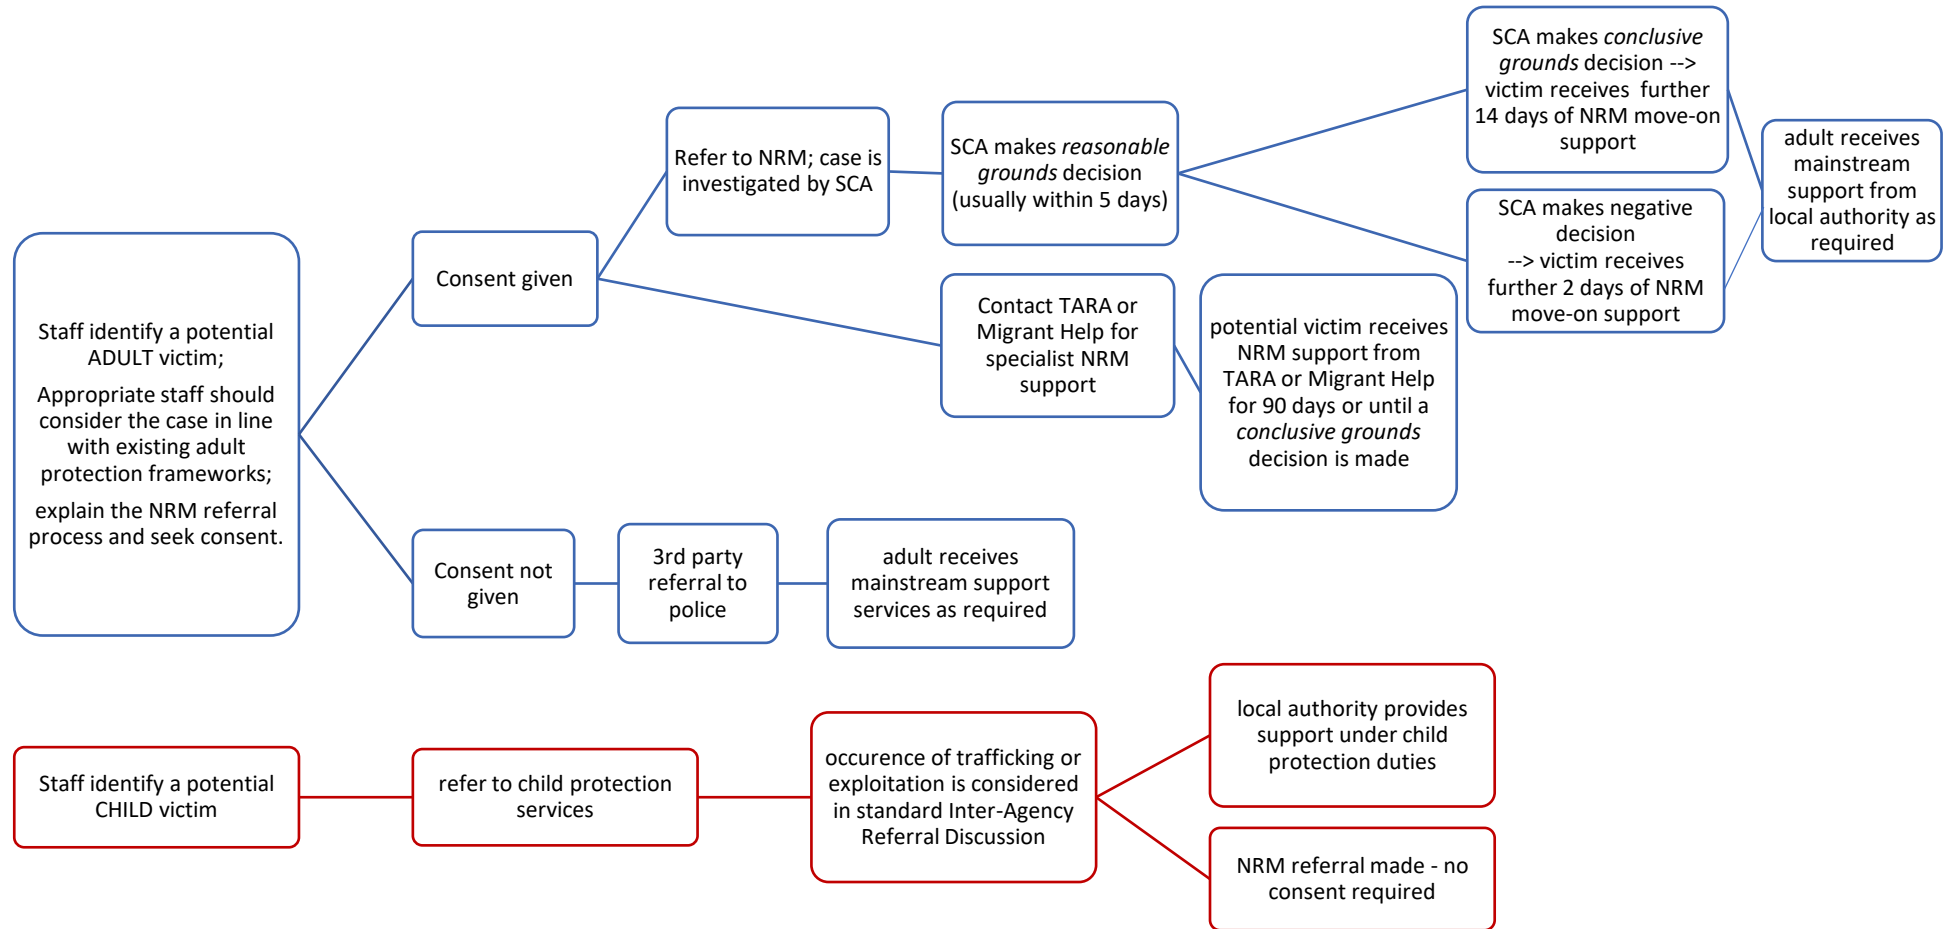 Staff identify a potential
ADULT victim;
Appropriate staff should
consider the case in line
with existing adult
protection frameworks;
explain the NRM referral
process and seek consent.
Consent given
Refer to NRM; case is
investigated by SCA
SCA makes reasonable
grounds decision
(usually within 5 days)
SCA makes conclusive
grounds decision -->
victim receives  further
14 days of NRM move-on
support
SCA makes negative
decision
--> victim receives
further 2 days of NRM
move-on support
adult receives
mainstream
support from
local authority as
required
Contact TARA or
Migrant Help for
specialist NRM
support
potential victim receives
NRM support from
TARA or Migrant Help
for 90 days or until a
conclusive grounds
decision is made
Consent not
given
3rd party
referral to
police
adult receives
mainstream support
services as required
Staff identify a potential
CHILD victim
refer to child protection
services
occurence of trafficking or
exploitation is considered
in standard Inter-Agency
Referral Discussion
local authority provides
support under child
protection duties
NRM referral made - no
consent required